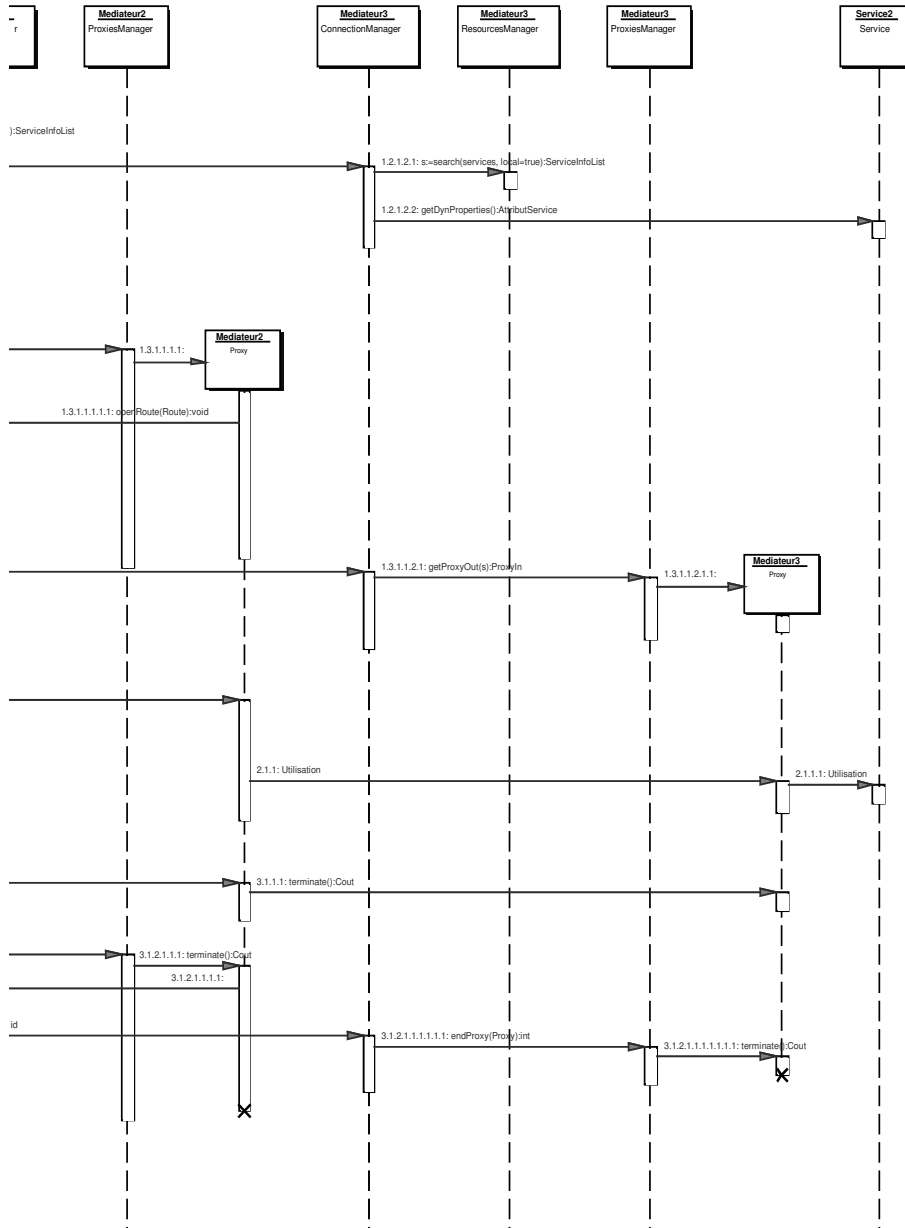 r
Mediateur2
ProxiesManager
Mediateur3
ConnectionManager
Mediateur3
ResourcesManager
Mediateur3
ProxiesManager
Service2
Service
):ServiceInfoList
1.2.1.2.1: s:=search(services, local=true):ServiceInfoList
1.2.1.2.2: getDynProperties():AttributService
1.3.1.1.1.1:
Mediateur2
Proxy
1.3.1.1.1.1.1: openRoute(Route):void
1.3.1.1.2.1: getProxyOut(s):ProxyIn
1.3.1.1.2.1.1:
Mediateur3
Proxy
2.1.1: Utilisation
2.1.1.1: Utilisation
3.1.1.1: terminate():Cout
3.1.2.1.1.1: terminate():Cout
3.1.2.1.1.1.1:
id
3.1.2.1.1.1.1.1.1: endProxy(Proxy):int
3.1.2.1.1.1.1.1.1.1: terminate():Cout